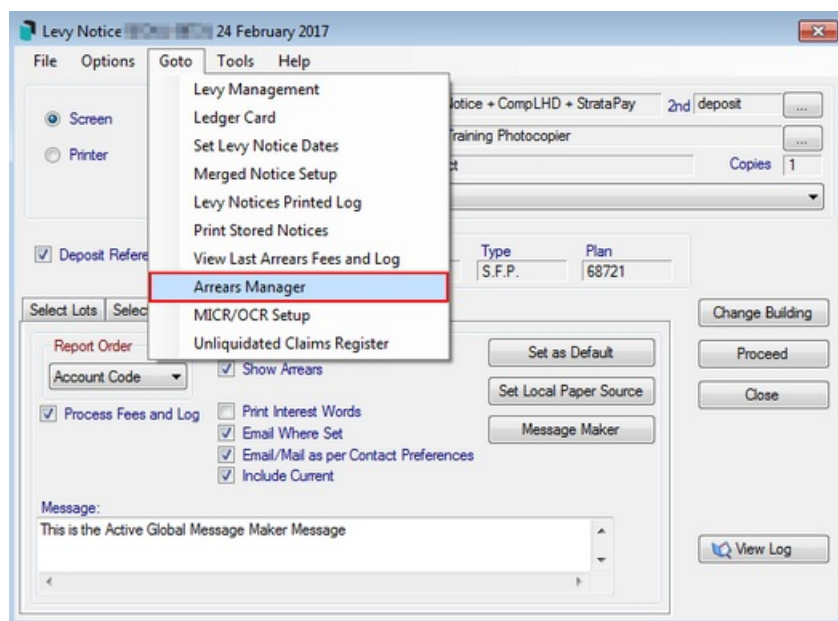 Levy Notice 24 February 2017
File Options Goto Tools Help
Levy Management
Ledger Card
Set Levy Notice Dates
Merged Notice Setup
Levy Notices Printed Log
Print Stored Notices
View Last Arrears Fees and Log
Arrears Manager
MICR/OCR Setup
Unliquidated Claims Register
Screen
Printer
Notice + CompLHD + StrataPay 2nd deposit ...
Training Photocopier ...
Copies 1
Deposit
Type Plan
S.F.P. 68721
Select Lots
Change Building
Report Order
Account Code
Show Arrears
Set as Default
Proceed
Set Local Paper Source
Close
Process Fees and Log
Print Interest Words
Message Maker
Email Where Set
Email/Mail as per Contact Preferences
Include Current
Message:
This is the Active Global Message Maker Message
View Log